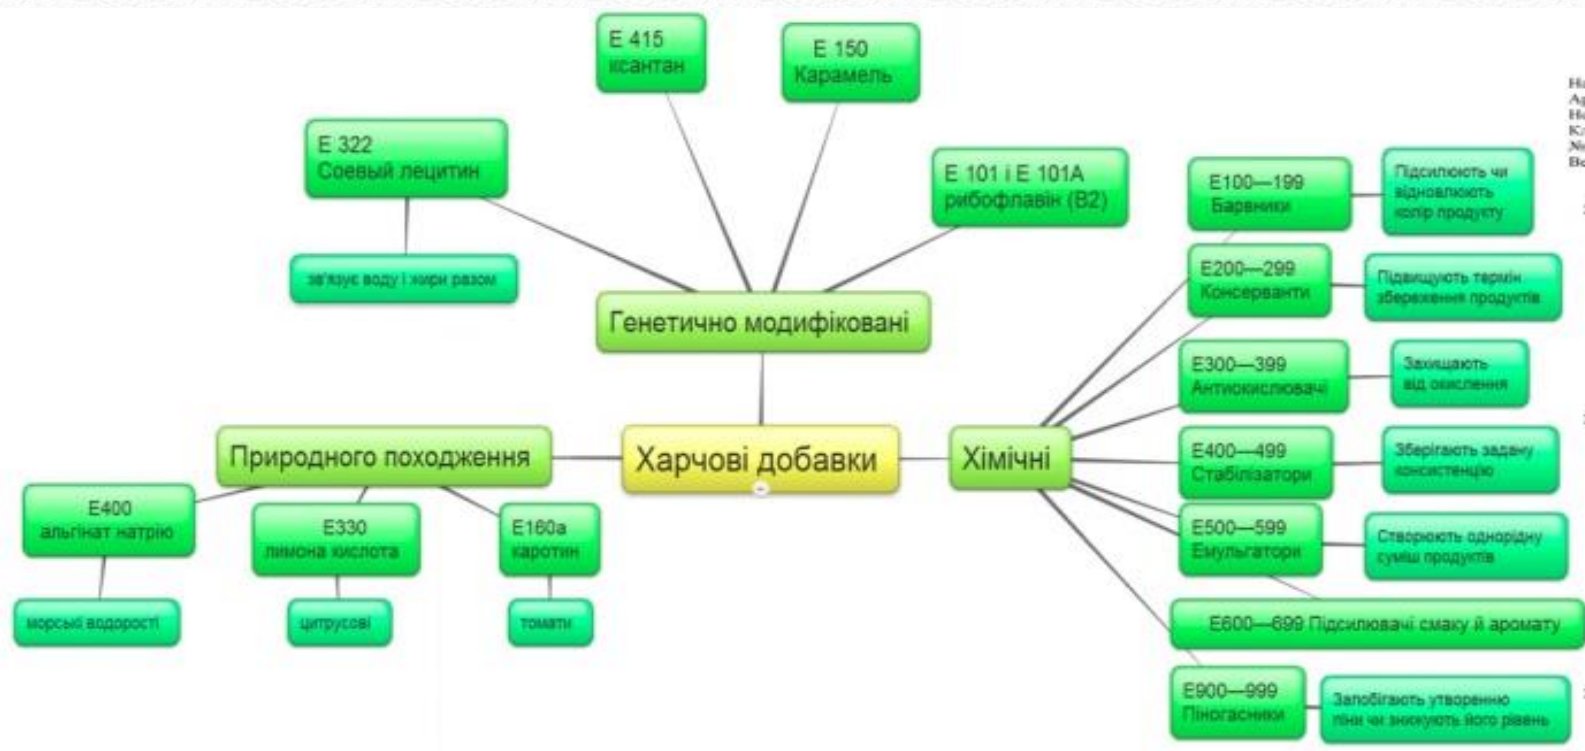 Е 415
ксантан
Е 150
Карамель
Е 322
Соевый лецитин
Е 101 і Е 101А
рибофлавін (В2)
зв'язує воду і жири разом
Генетично модифіковані
Е100—199
Барвники
Підсилюють чи
відновлюють
колір продукту
Е200—299
Консерванти
Підвищують термін
збереження продуктів
Е300—399
Антиокислювачі
Захищають
від окислення
Природного походження
Харчові добавки
Хімічні
Е400—499
Стабілізатори
Зберігають задану
консистенцію
Е400
альгінат натрію
Е330
лимона кислота
Е160а
каротин
Е500—599
Емульгатори
Створюють однорідну
суміш продуктів
морські водорості
цитрусові
томати
Е600—699 Підсилювачі смаку й аромату
Е900—999
Піногасники
Запобігають утворенню
піни чи знижують його рівень